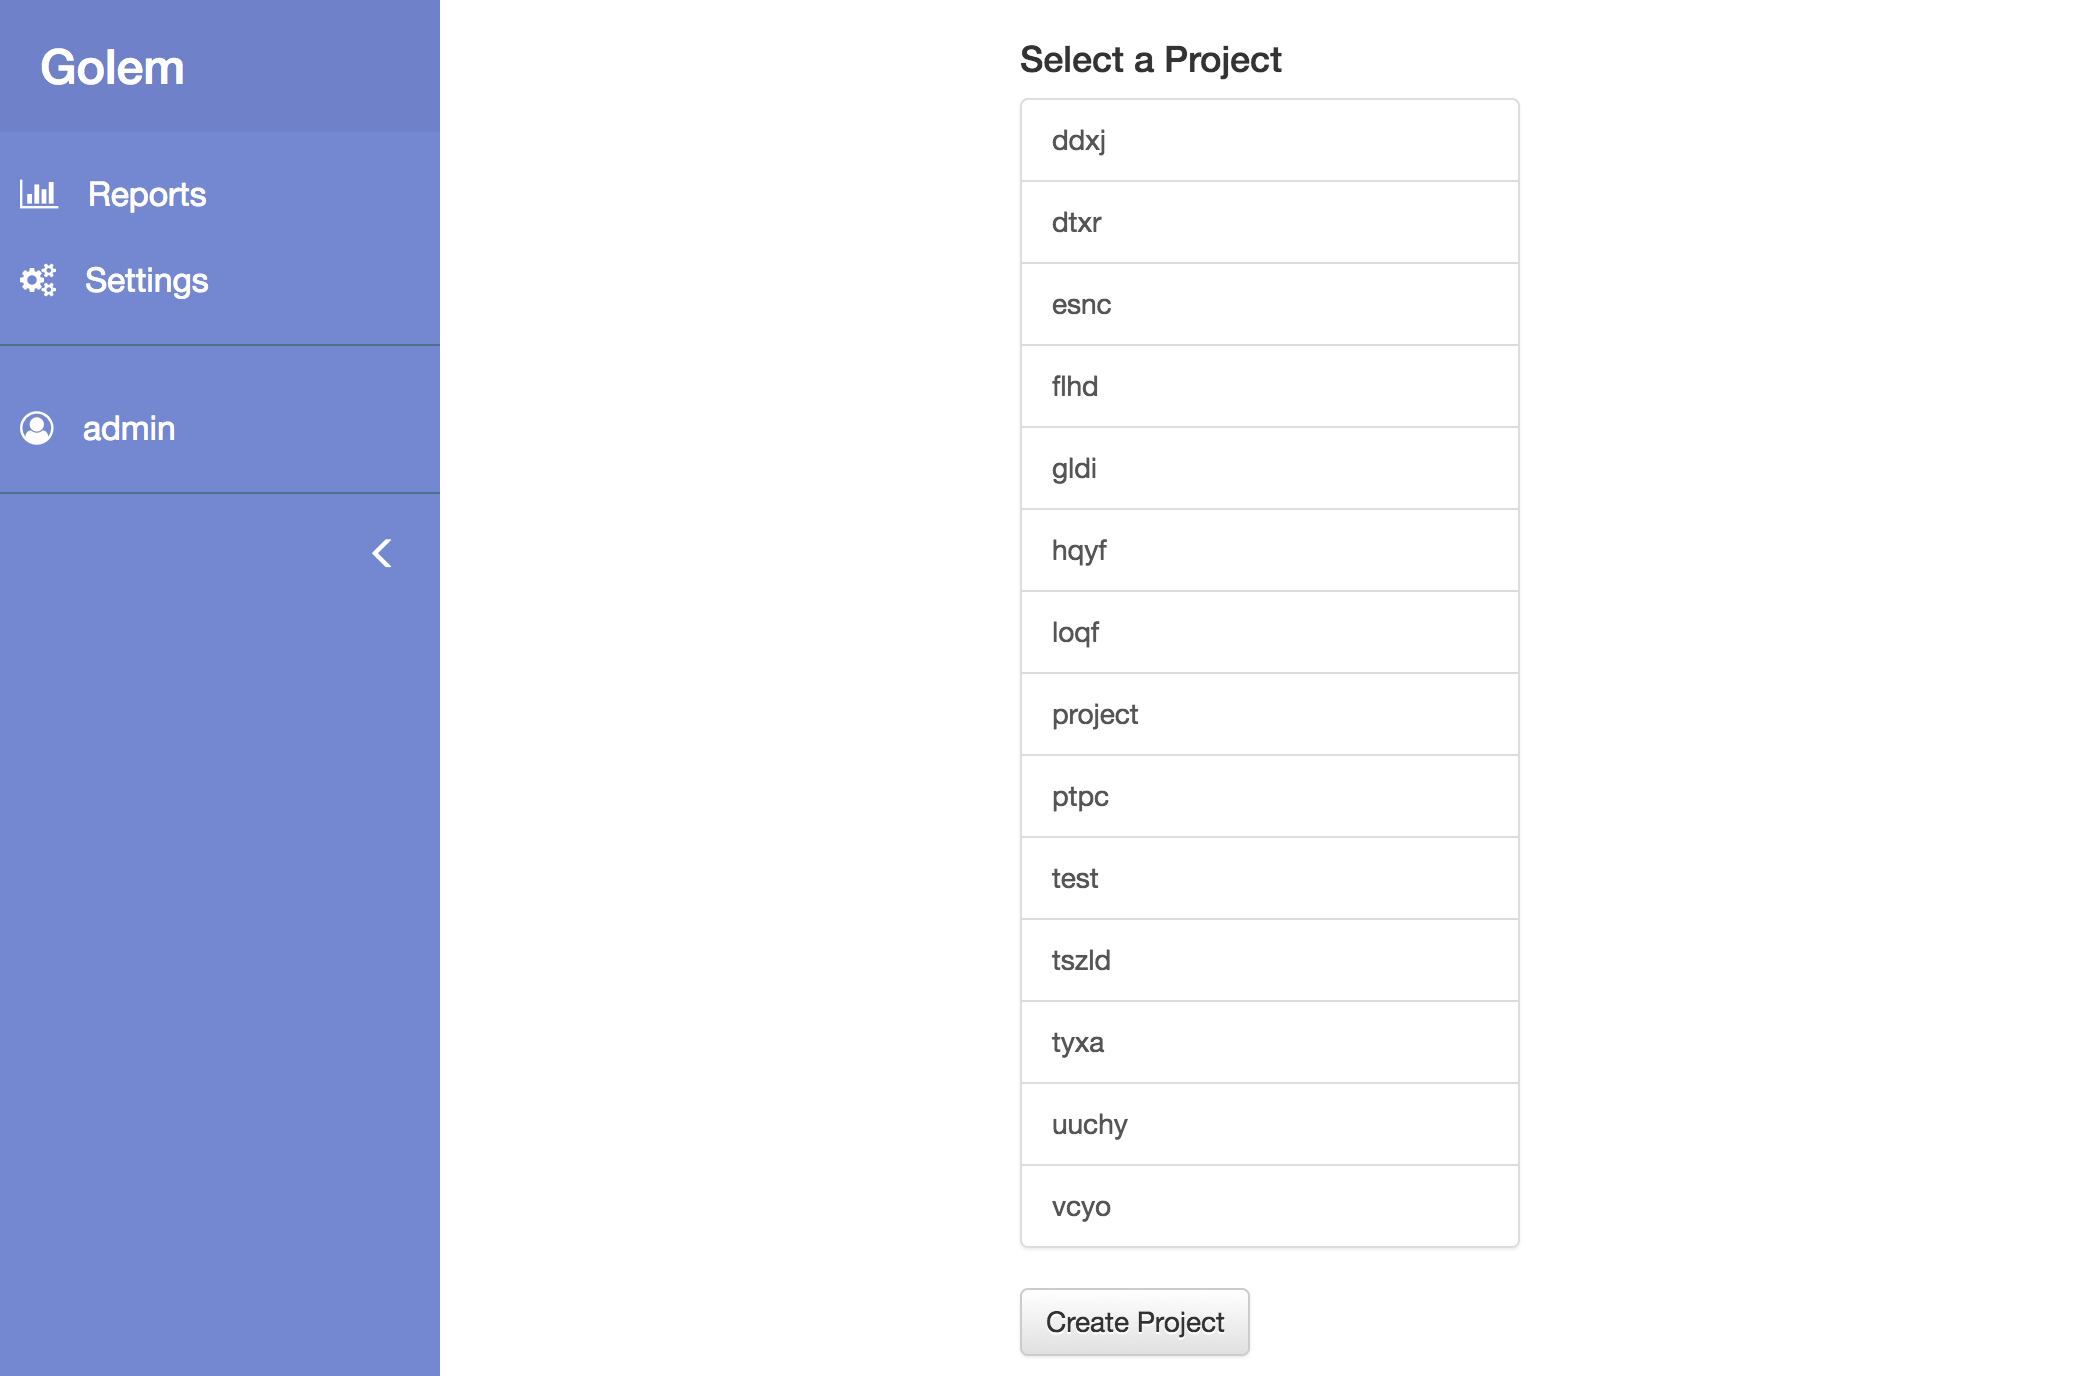 Golem
Reports
Settings
admin
Select a Project
ddxj
dtxr
esnc
flhd
gldi
hqyf
loqf
project
ptpc
test
tszld
tyxa
uuchy
vcyo
Create Project